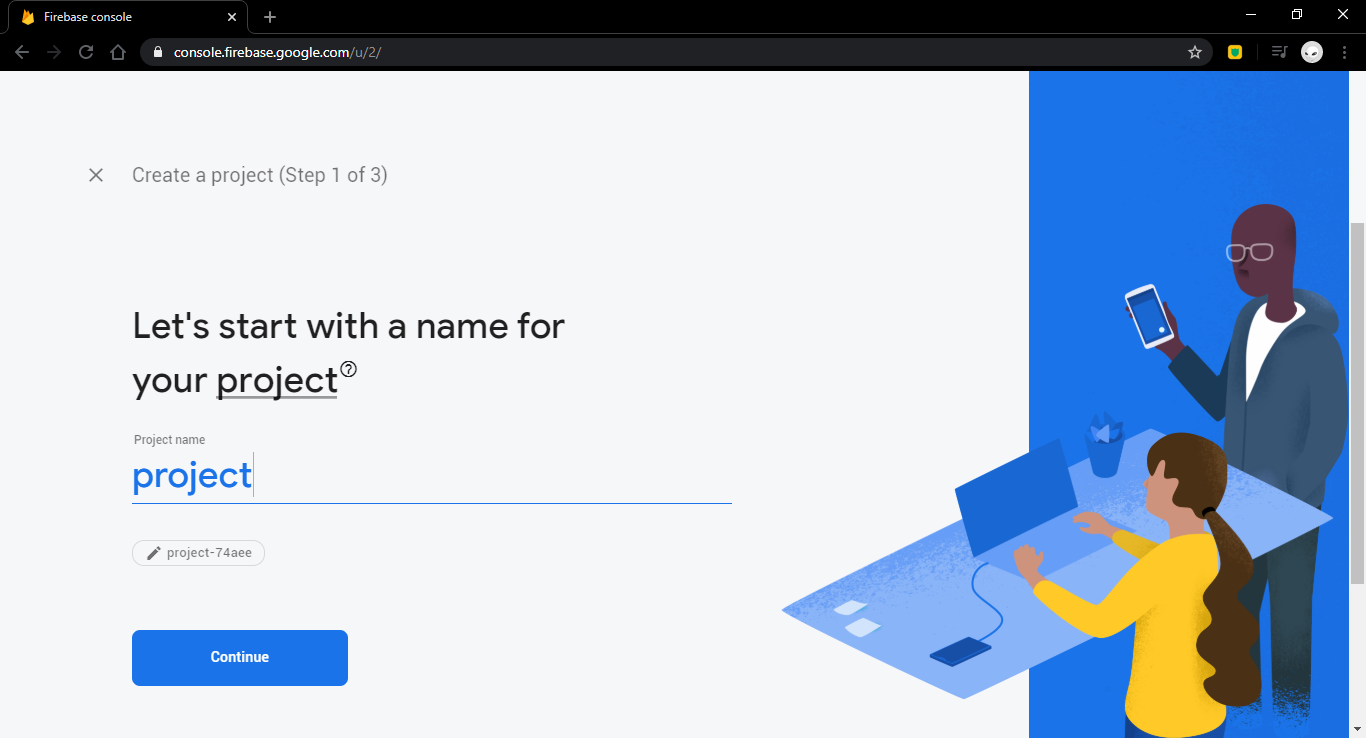 Firebase console
console.firebase.google.com/u/2/
Create a project (Step 1 of 3)
Let's start with a name for
your project
Project name
project
project-74aee
Continue